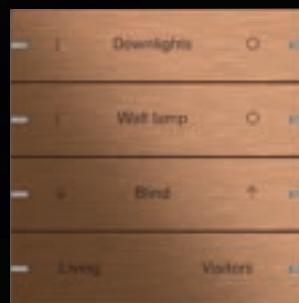 I Downlights O
I Wall lamp O
↓ Blind ↑
Living Visitors